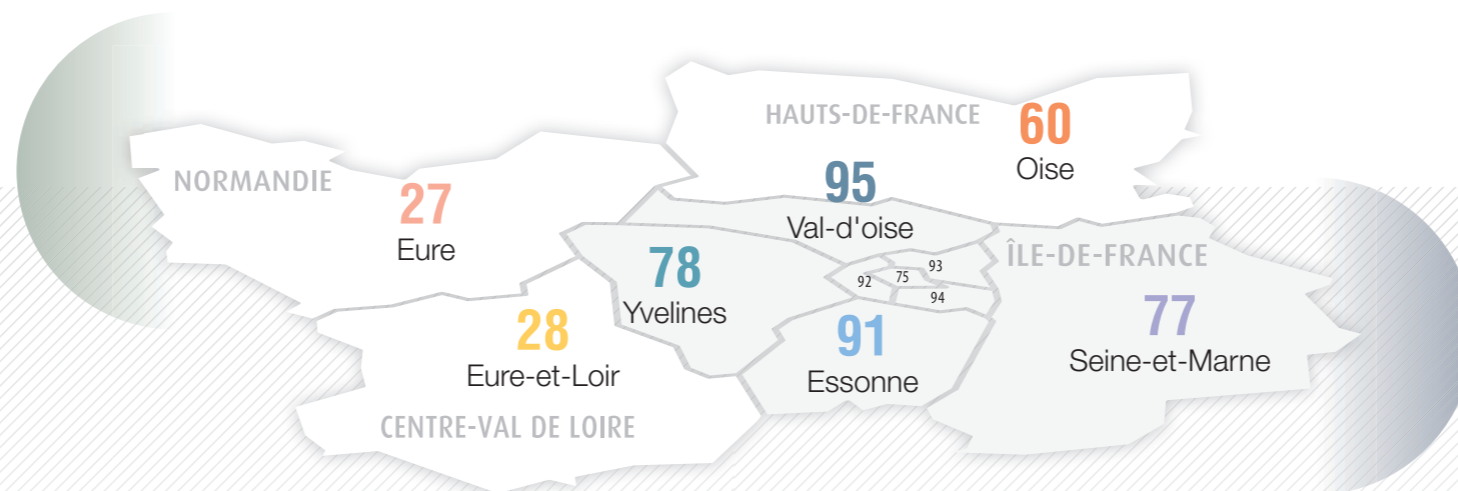 HAUTS-DE-FRANCE
60
Oise
NORMANDIE
27
Eure
95
Val-d'oise
ÎLE-DE-FRANCE
78
Yvelines
92
75
93
94
77
Seine-et-Marne
28
Eure-et-Loir
91
Essonne
CENTRE-VAL DE LOIRE